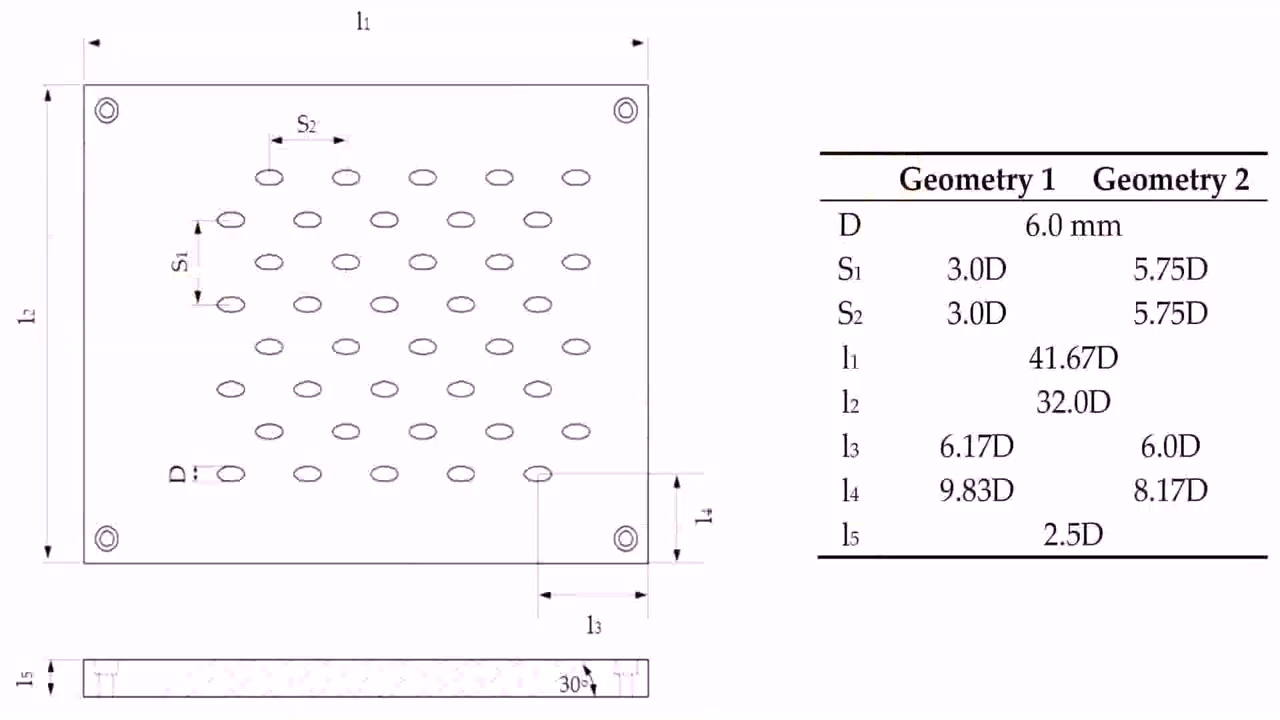 l1
S2
S1
l2
D
l4
l3
l5
30°
Geometry 1 Geometry 2
D 6.0 mm
S1 3.0D 5.75D
S2 3.0D 5.75D
l1 41.67D
l2 32.0D
l3 6.17D 6.0D
l4 9.83D 8.17D
l5 2.5D